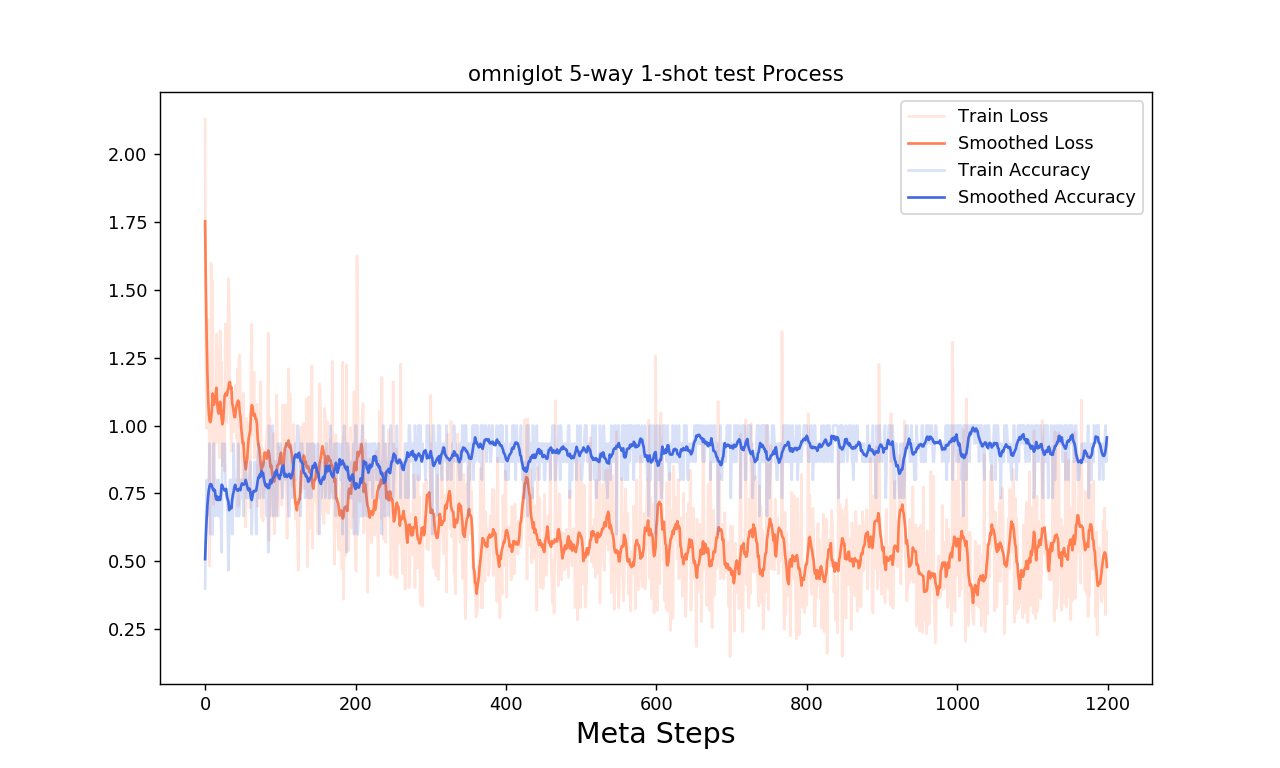 omniglot 5-way 1-shot test Process
Train Loss
Smoothed Loss
Train Accuracy
Smoothed Accuracy
2.00
1.75
1.50
1.25
1.00
0.75
0.50
0.25
0 200 400 600 800 1000 1200
Meta Steps